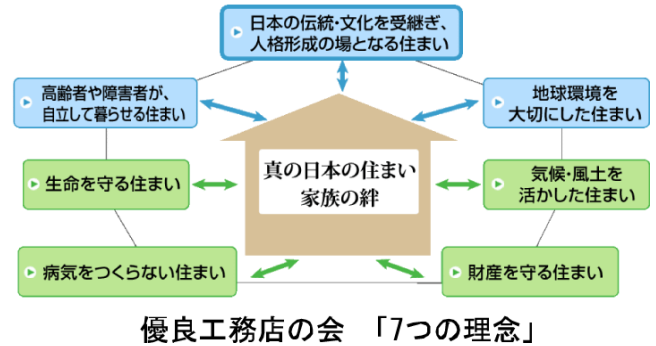 日本の伝統・文化を受継ぎ、
人格形成の場となる住まい
高齢者や障害者が、
自立して暮らせる住まい
地球環境を
大切にした住まい
真の日本の住まい
家族の絆
生命を守る住まい
気候・風土を
活かした住まい
病気をつくらない住まい
財産を守る住まい
優良工務店の会 「7つの理念」